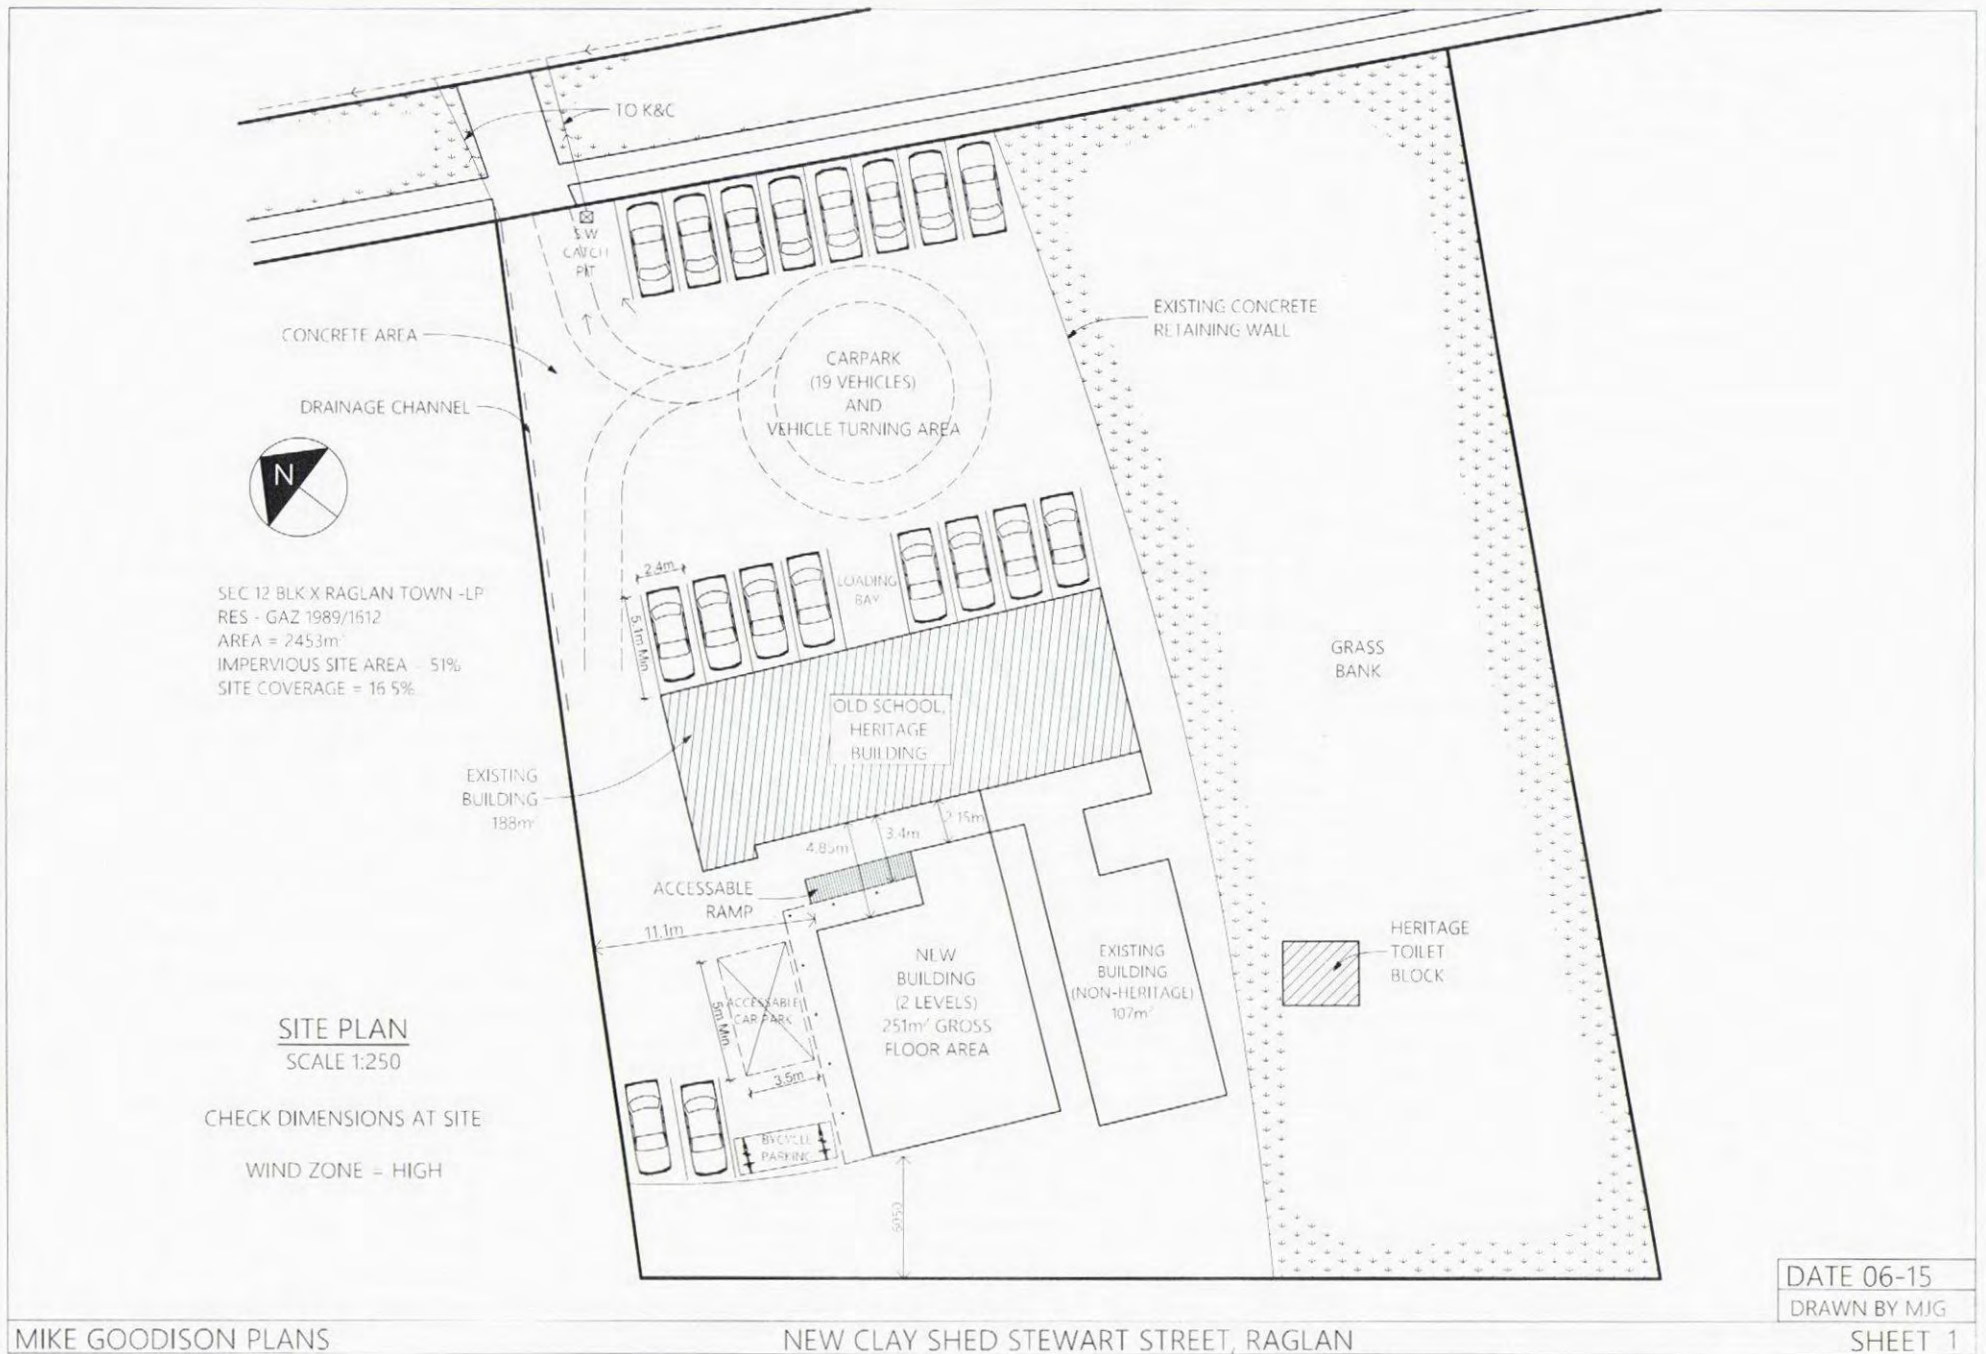 TO K&C
S.W
CATCH
PIT
CONCRETE AREA
DRAINAGE CHANNEL
N
EXISTING CONCRETE
RETAINING WALL
CARPARK
(19 VEHICLES)
AND
VEHICLE TURNING AREA
SEC 12 BLK X RAGLAN TOWN -LP
RES - GAZ 1989/1612
AREA = 2453m²
IMPERVIOUS SITE AREA - 51%
SITE COVERAGE = 16.5%
2.4m
5.1m Min
LOADING
BAY
OLD SCHOOL,
HERITAGE
BUILDING
GRASS
BANK
EXISTING
BUILDING
188m²
4.85m
3.4m
2.15m
ACCESSABLE
RAMP
11.1m
ACCESSABLE
CAR PARK
5m Min
3.5m
BYCYCLE
PARKING
NEW
BUILDING
(2 LEVELS)
251m² GROSS
FLOOR AREA
EXISTING
BUILDING
(NON-HERITAGE)
107m²
HERITAGE
TOILET
BLOCK
SITE PLAN
SCALE 1:250
CHECK DIMENSIONS AT SITE
WIND ZONE = HIGH
DATE 06-15
DRAWN BY MJG
MIKE GOODISON PLANS
NEW CLAY SHED STEWART STREET, RAGLAN
SHEET 1